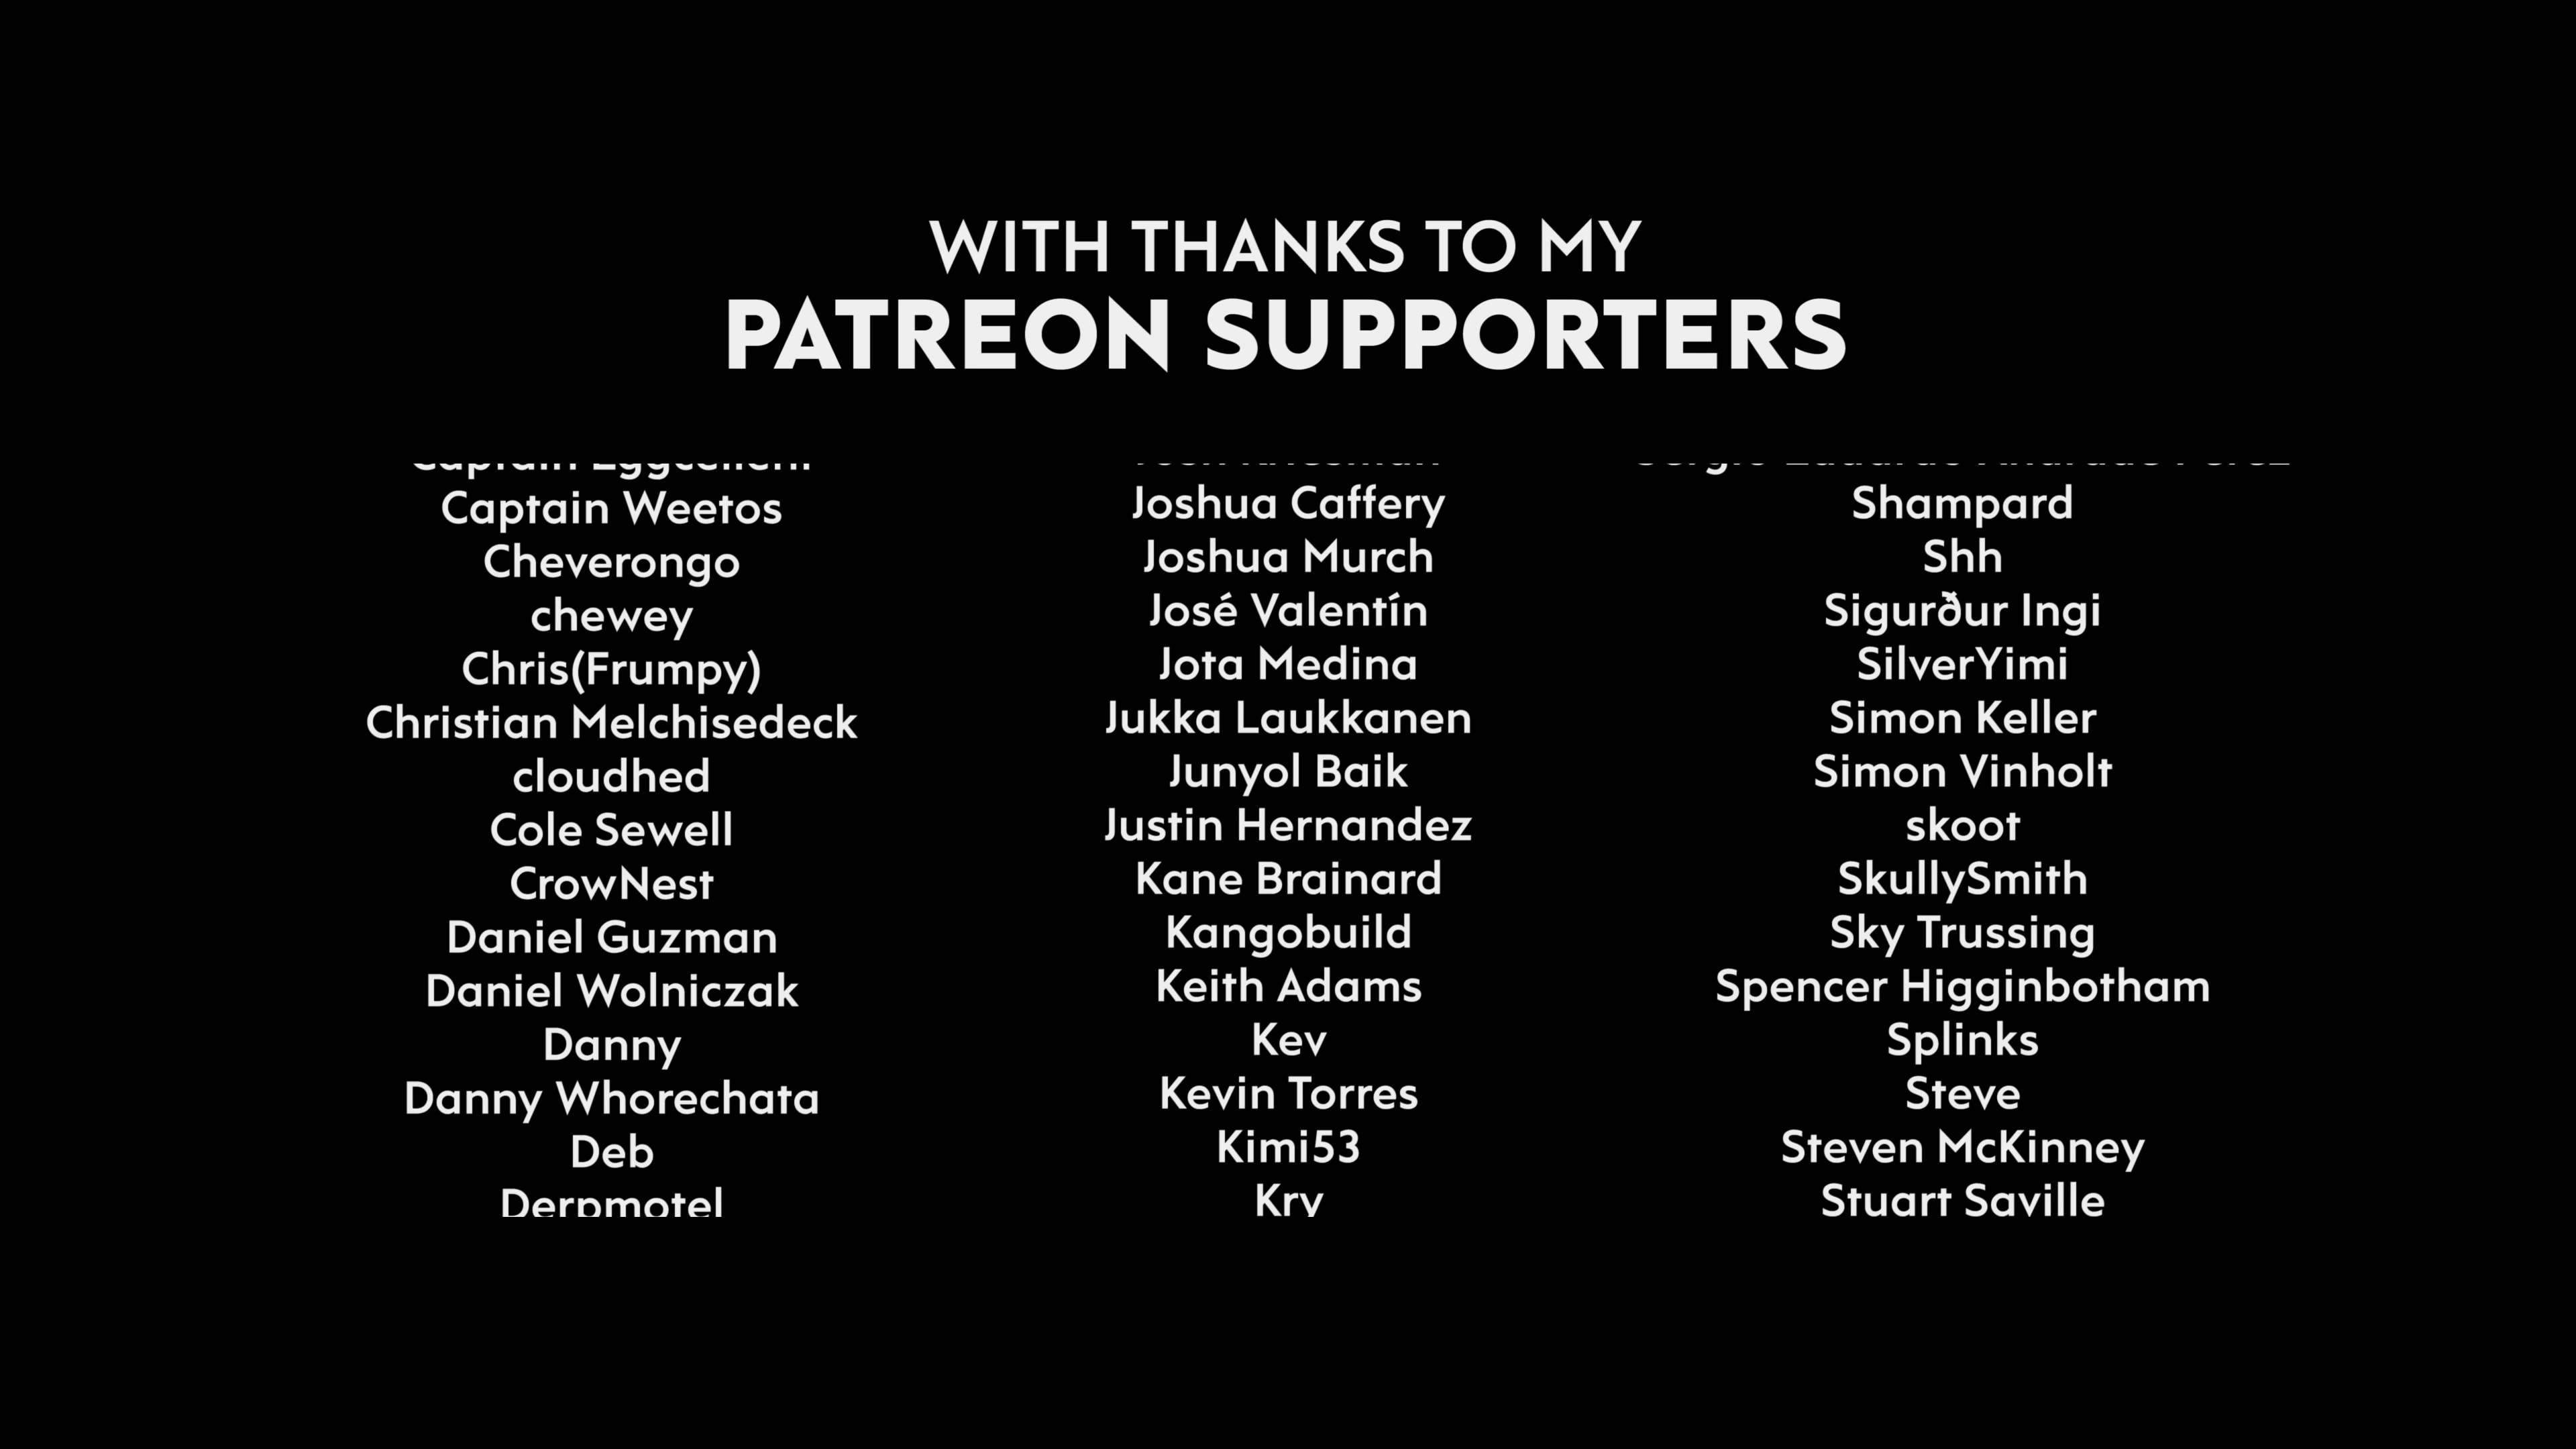 WITH THANKS TO MY
PATREON SUPPORTERS
Captain Weetos
Cheverongo
chewey
Chris(Frumpy)
Christian Melchisedeck
cloudhed
Cole Sewell
CrowNest
Daniel Guzman
Daniel Wolniczak
Danny
Danny Whorechata
Deb
Derpmotel
Joshua Caffery
Joshua Murch
José Valentín
Jota Medina
Jukka Laukkanen
Junyol Baik
Justin Hernandez
Kane Brainard
Kangobuild
Keith Adams
Kev
Kevin Torres
Kimi53
Shampard
Shh
Sigurður Ingi
SilverYimi
Simon Keller
Simon Vinholt
skoot
SkullySmith
Sky Trussing
Spencer Higginbotham
Splinks
Steve
Steven McKinney
Stuart Saville